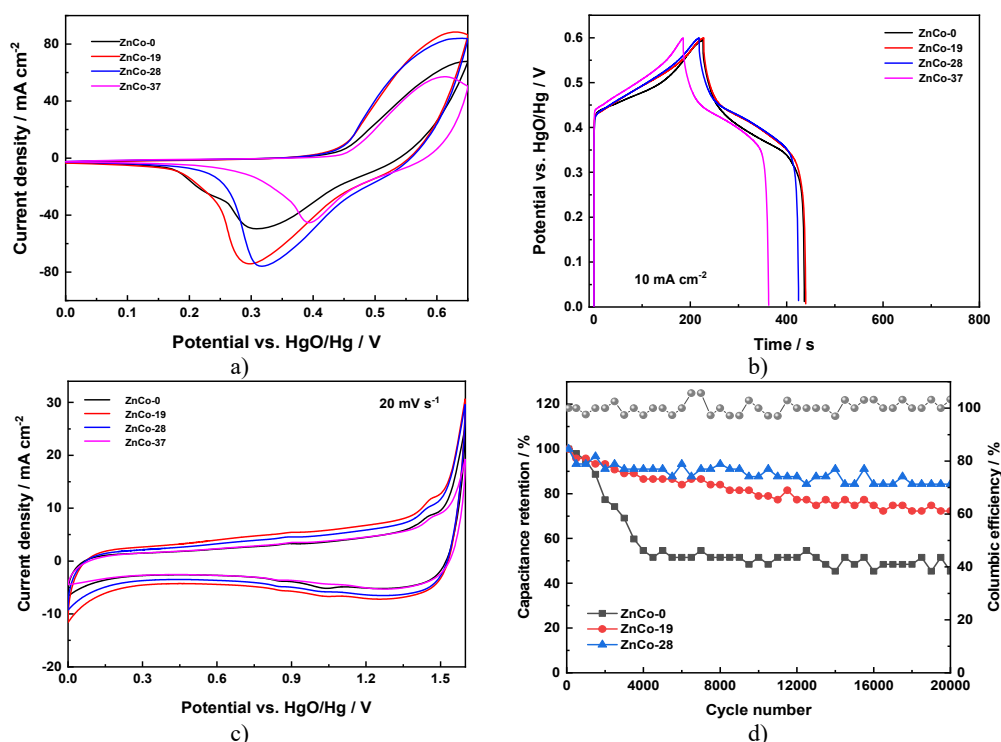 a)
ZnCo-0
ZnCo-19
ZnCo-28
ZnCo-37
Current density / mA cm-2
80
40
0
-40
-80
0.0 0.1 0.2 0.3 0.4 0.5 0.6
Potential vs. HgO/Hg / V
a)
b)
ZnCo-0
ZnCo-19
ZnCo-28
ZnCo-37
Potential vs. HgO/Hg / V
0.6
0.5
0.4
0.3
0.2
0.1
0.0
10 mA cm-2
0 200 400 600 800
Time / s
b)
ZnCo-0
ZnCo-19
ZnCo-28
ZnCo-37
20 mV s-1
Current density / mA cm-2
30
20
10
0
-10
-20
0.0 0.3 0.6 0.9 1.2 1.5
Potential vs. HgO/Hg / V
c)
Capacitance retention / %
120
100
80
60
40
20
0
ZnCo-0
ZnCo-19
ZnCo-28
100
80
60
40
20
0
Columbic efficiency / %
0 4000 8000 12000 16000 20000
Cycle number
d)